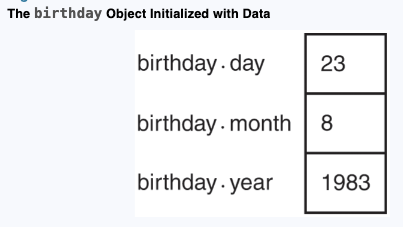 The birthday Object Initialized with Data
birthday.day 23
birthday.month 8
birthday.year 1983